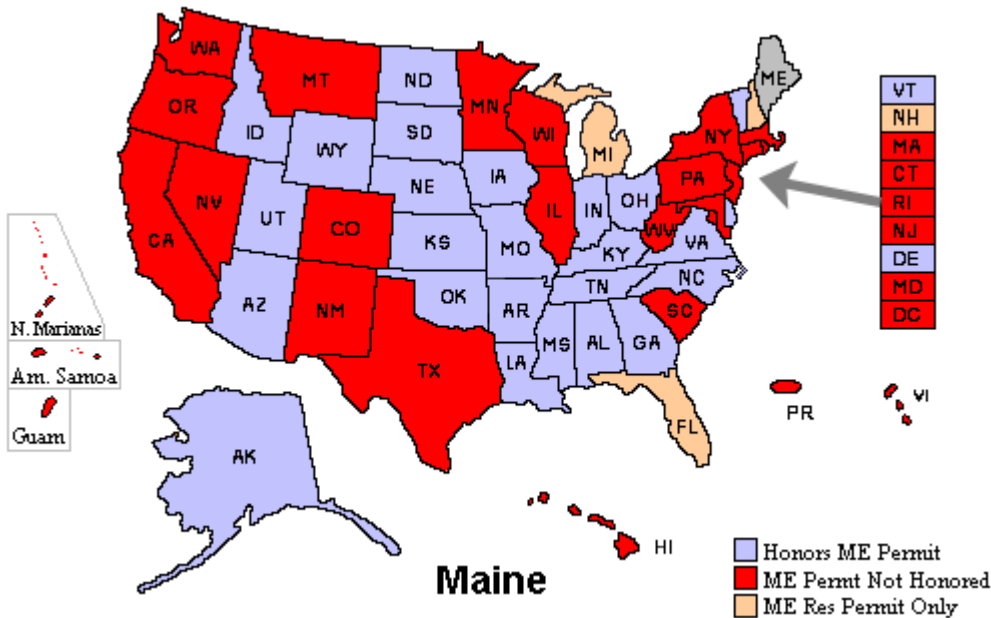 WA
MT
ND
MN
ME
VT
NH
MA
CT
RI
NJ
DE
MD
DC
OR
ID
SD
WI
NY
WY
MI
IA
PA
NE
NV
UT
CO
IL
IN
OH
WV
CA
KS
MO
KY
VA
AZ
NM
OK
AR
TN
NC
SC
TX
LA
MS
AL
GA
FL
N. Marianas
Am. Samoa
Guam
AK
HI
PR
VI
Maine
Honors ME Permit
ME Permt Not Honored
ME Res Permit Only